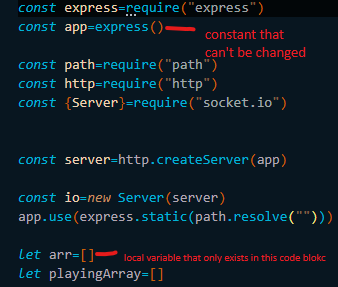 const express=require("express")
const app=express()
constant that
can't be changed
const path=require("path")
const http=require("http")
const {Server}=require("socket.io")
const server=http.createServer(app)
const io=new Server(server)
app.use(express.static(path.resolve("")))
let arr=[]
local variable that only exists in this code blokc
let playingArray=[]